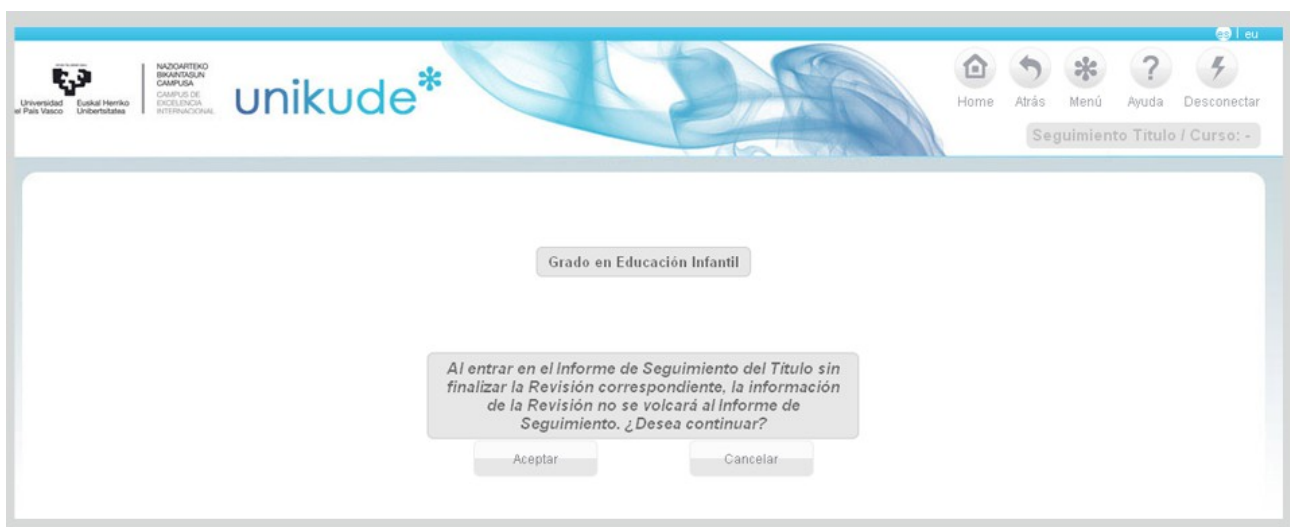 es | eu
Universidad
el País Vasco
Euskal Herriko
Unibertsitatea
NAZIOARTEKO
BIKAINTASUN
CAMPUSA
CAMPUS DE
EXCELENCIA
INTERNACIONAL
unikude*
Home
Atrás
Menú
Ayuda
Desconectar
Seguimiento Título / Curso: -
Grado en Educación Infantil
Al entrar en el Informe de Seguimiento del Título sin
finalizar la Revisión correspondiente, la información
de la Revisión no se volcará al Informe de
Seguimiento. ¿Desea continuar?
Aceptar
Cancelar